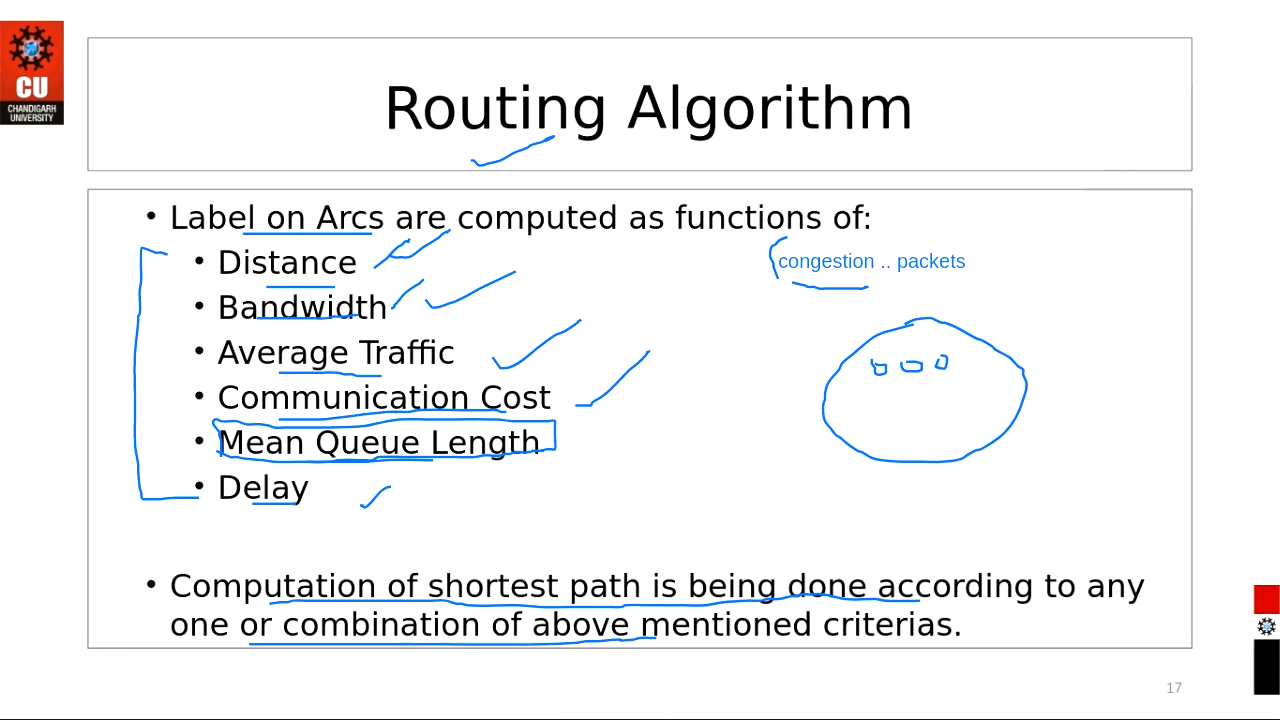 CU
CHANDIGARH
UNIVERSITY
Routing Algorithm
• Label on Arcs are computed as functions of:
• Distance
congestion .. packets
• Bandwidth
• Average Traffic
• Communication Cost
• Mean Queue Length
• Delay
• Computation of shortest path is being done according to any
one or combination of above mentioned criterias.
17